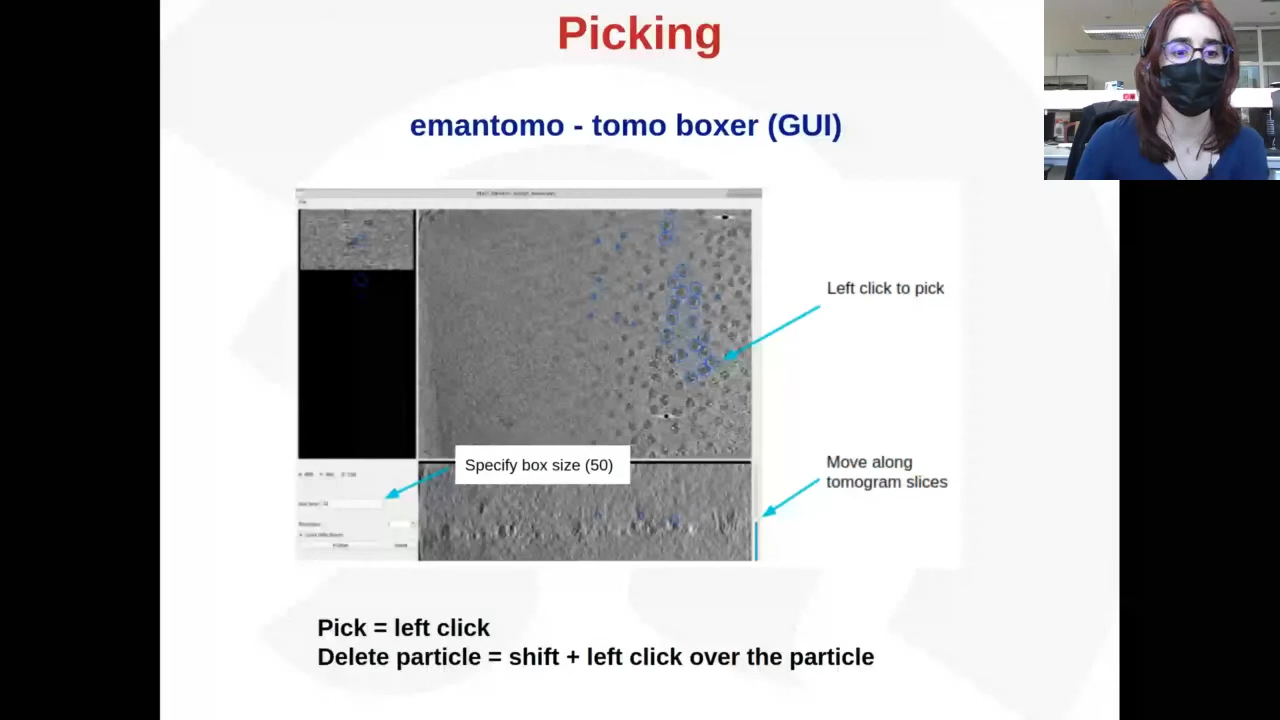 Picking
emantomo - tomo boxer (GUI)
Left click to pick
Specify box size (50)
Move along
tomogram slices
Pick = left click
Delete particle = shift + left click over the particle